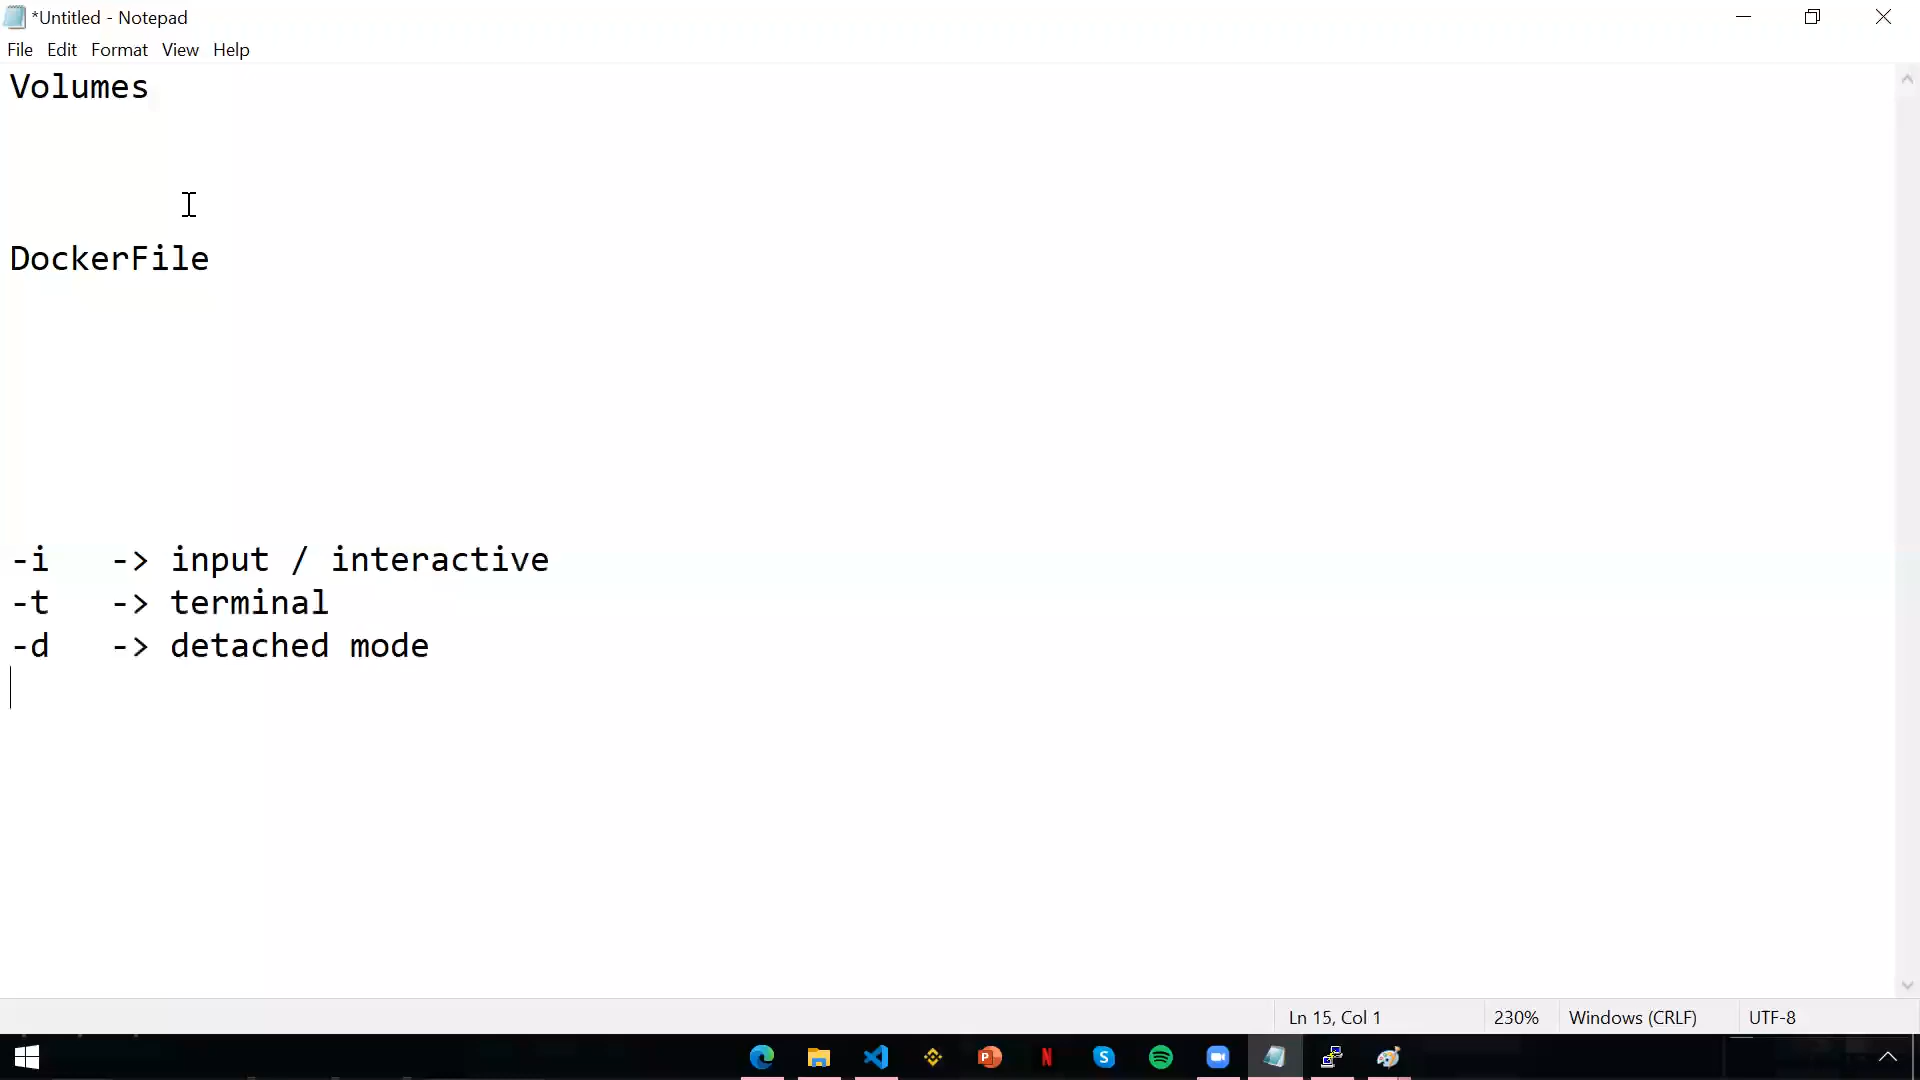 *Untitled - Notepad
File Edit Format View Help
Volumes
DockerFile
-i -> input / interactive
-t -> terminal
-d -> detached mode
Ln 15, Col 1 230% Windows (CRLF) UTF-8